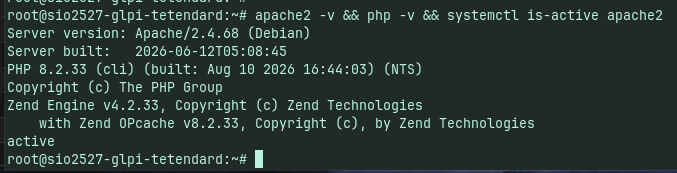 root@sio2527-glpi-tetendard:~# apache2 -v && php -v && systemctl is-active apache2
Server version: Apache/2.4.68 (Debian)
Server built:   2026-06-12T05:08:45
PHP 8.2.33 (cli) (built: Aug 10 2026 16:44:03) (NTS)
Copyright (c) The PHP Group
Zend Engine v4.2.33, Copyright (c) Zend Technologies
    with Zend OPcache v8.2.33, Copyright (c), by Zend Technologies
active
root@sio2527-glpi-tetendard:~#